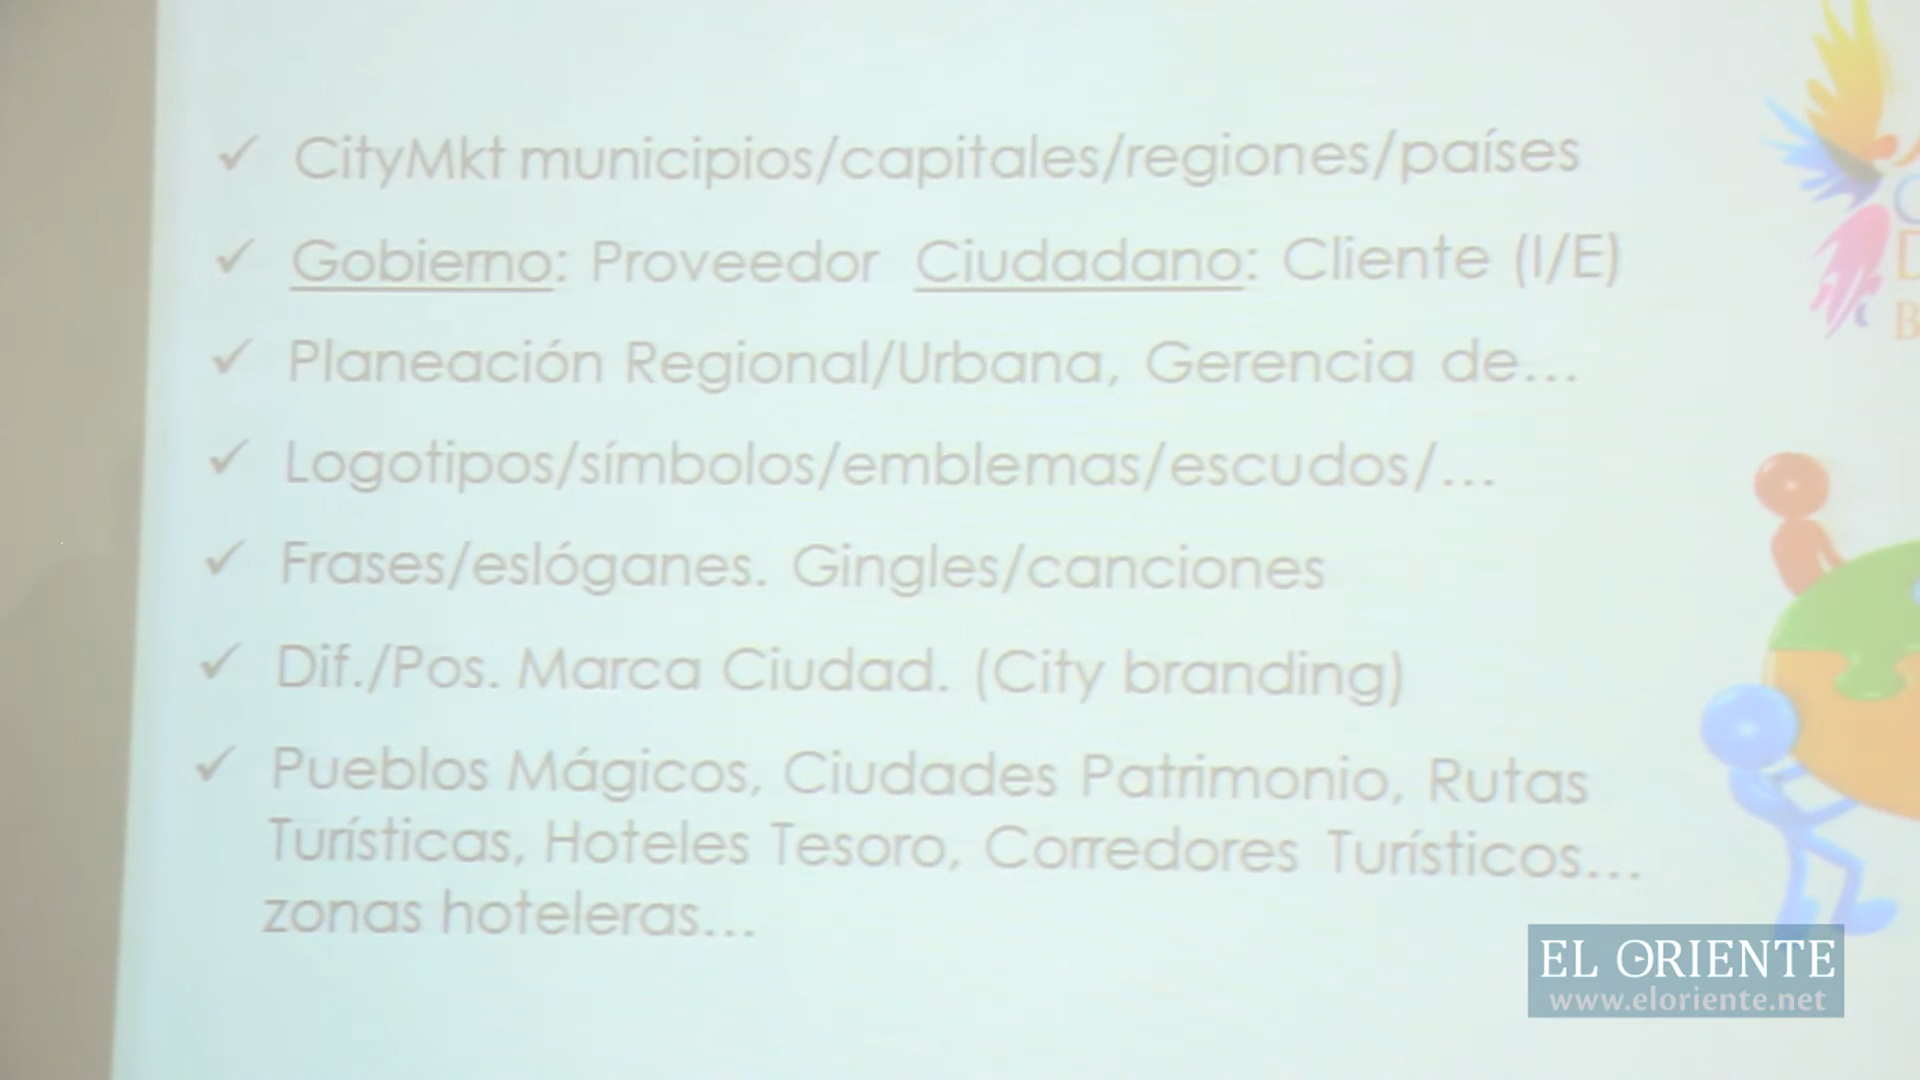 ✓ CityMkt municipios/capitales/regiones/países
✓ Gobierno: Proveedor Ciudadano: Cliente (I/E)
✓ Planeación Regional/Urbana, Gerencia de...
✓ Logotipos/símbolos/emblemas/escudos/...
✓ Frases/eslóganes. Gingles/canciones
✓ Dif./Pos. Marca Ciudad. (City branding)
✓ Pueblos Mágicos, Ciudades Patrimonio, Rutas
Turísticas, Hoteles Tesoro, Corredores Turísticos...
zonas hoteleras...
EL ORIENTE
www.eloriente.net